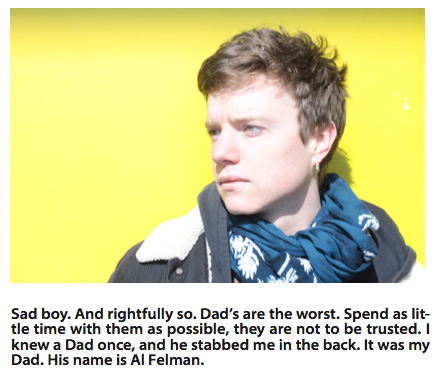 Sad boy. And rightfully so. Dad's are the worst. Spend as lit-
tle time with them as possible, they are not to be trusted. I
knew a Dad once, and he stabbed me in the back. It was my
Dad. His name is Al Felman.